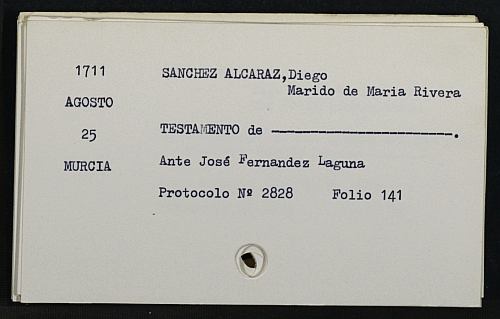 1711
SANCHEZ ALCARAZ,Diego
Marido de Maria Rivera
AGOSTO
25
TESTAMENTO de ------------------------.
MURCIA
Ante José Fernandez Laguna
Protocolo Nº 2828 Folio 141